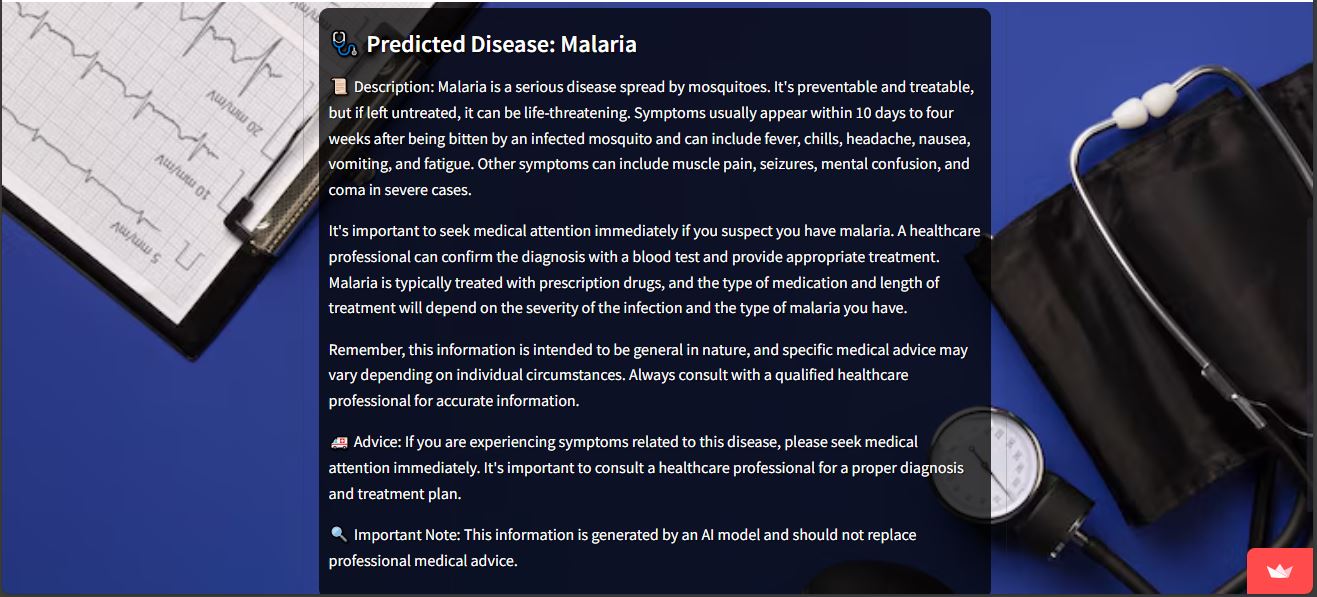 🩺 Predicted Disease: Malaria
📜 Description: Malaria is a serious disease spread by mosquitoes. It's preventable and treatable,
but if left untreated, it can be life-threatening. Symptoms usually appear within 10 days to four
weeks after being bitten by an infected mosquito and can include fever, chills, headache, nausea,
vomiting, and fatigue. Other symptoms can include muscle pain, seizures, mental confusion, and
coma in severe cases.
It's important to seek medical attention immediately if you suspect you have malaria. A healthcare
professional can confirm the diagnosis with a blood test and provide appropriate treatment.
Malaria is typically treated with prescription drugs, and the type of medication and length of
treatment will depend on the severity of the infection and the type of malaria you have.
Remember, this information is intended to be general in nature, and specific medical advice may
vary depending on individual circumstances. Always consult with a qualified healthcare
professional for accurate information.
🚑 Advice: If you are experiencing symptoms related to this disease, please seek medical
attention immediately. It's important to consult a healthcare professional for a proper diagnosis
and treatment plan.
🔍 Important Note: This information is generated by an AI model and should not replace
professional medical advice.
20 mm/mV
10 mm/mV
5 mm/mV